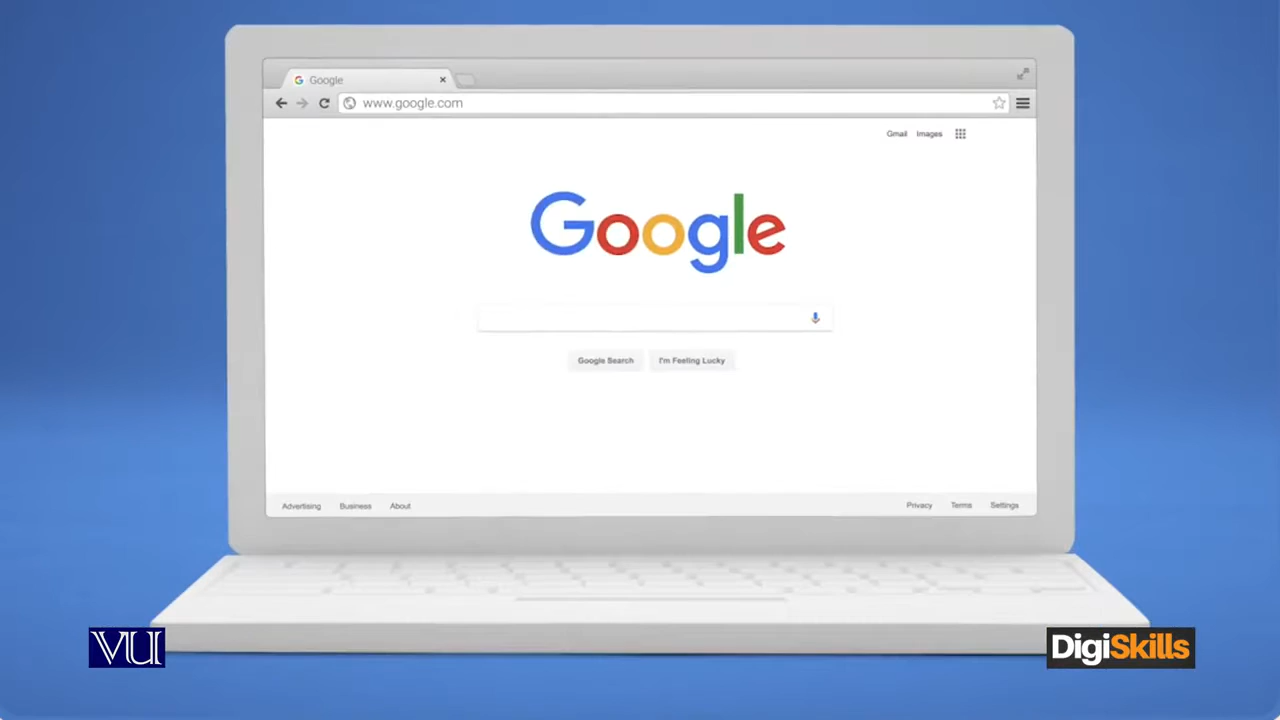 Google
www.google.com
Gmail Images
Google
Google Search I'm Feeling Lucky
Advertising Business About Privacy Terms Settings
VU DigiSkills